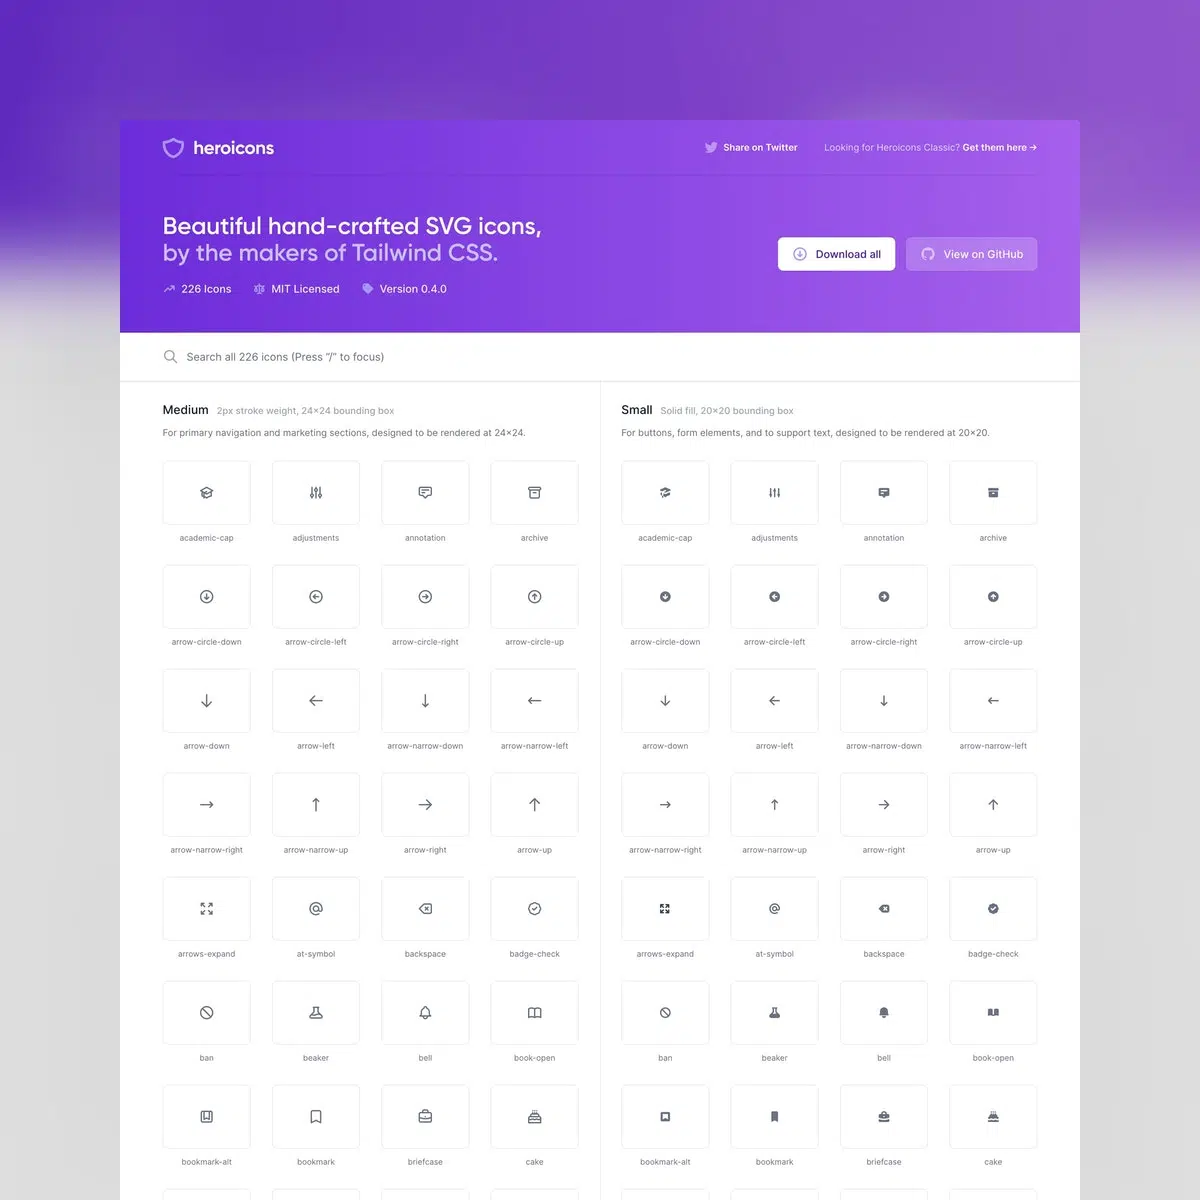 heroicons
Share on Twitter
Looking for Heroicons Classic? Get them here →
Beautiful hand-crafted SVG icons,
by the makers of Tailwind CSS.
Download all
View on GitHub
226 Icons
MIT Licensed
Version 0.4.0
Search all 226 icons (Press "/" to focus)
Medium 2px stroke weight, 24×24 bounding box
For primary navigation and marketing sections, designed to be rendered at 24×24.
academic-cap adjustments annotation archive
arrow-circle-down arrow-circle-left arrow-circle-right arrow-circle-up
arrow-down arrow-left arrow-narrow-down arrow-narrow-left
arrow-narrow-right arrow-narrow-up arrow-right arrow-up
arrows-expand at-symbol backspace badge-check
ban beaker bell book-open
bookmark-alt bookmark briefcase cake
Small Solid fill, 20×20 bounding box
For buttons, form elements, and to support text, designed to be rendered at 20×20.
academic-cap adjustments annotation archive
arrow-circle-down arrow-circle-left arrow-circle-right arrow-circle-up
arrow-down arrow-left arrow-narrow-down arrow-narrow-left
arrow-narrow-right arrow-narrow-up arrow-right arrow-up
arrows-expand at-symbol backspace badge-check
ban beaker bell book-open
bookmark-alt bookmark briefcase cake